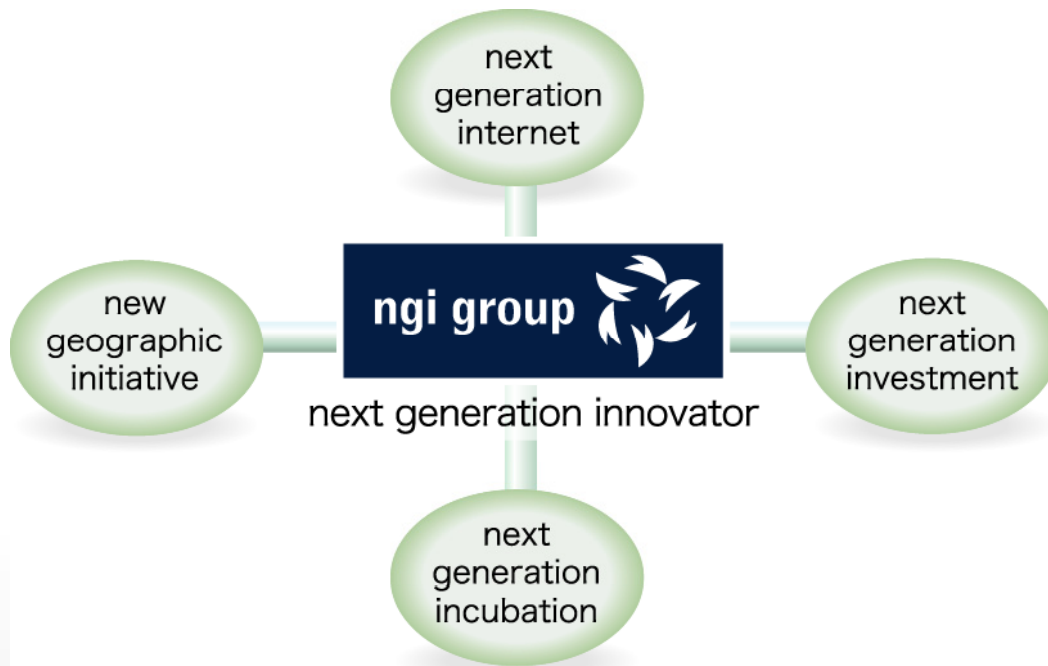 next
generation
internet
new
geographic
initiative
ngi group
next
generation
investment
next generation innovator
next
generation
incubation